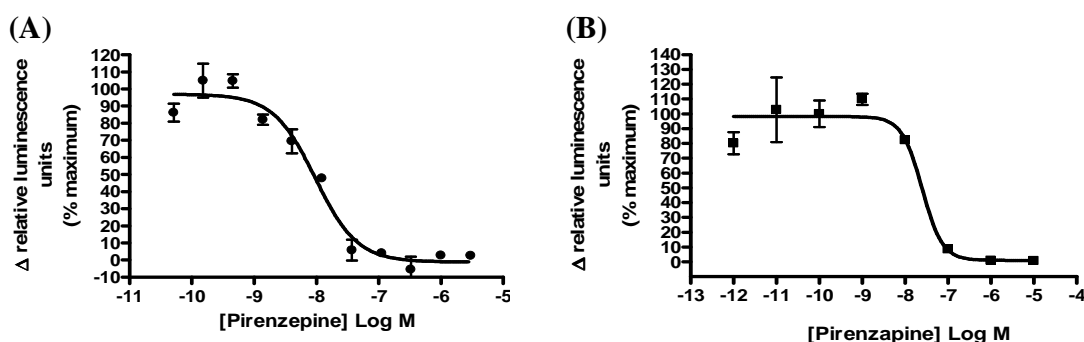 (A)
Δ relative luminescence
units
(% maximum)
120
110
100
90
80
70
60
50
40
30
20
10
0
-10
-11 -10 -9 -8 -7 -6 -5
[Pirenzepine] Log M
(B)
Δ relative luminescence
units
(% maximum)
140
130
120
110
100
90
80
70
60
50
40
30
20
10
0
-13 -12 -11 -10 -9 -8 -7 -6 -5 -4
[Pirenzapine] Log M